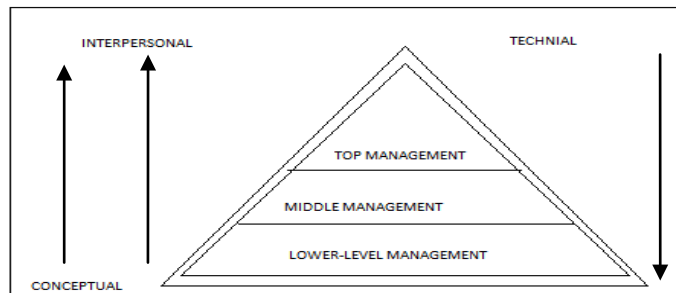 INTERPERSONAL
TECHNIAL
TOP MANAGEMENT
MIDDLE MANAGEMENT
LOWER-LEVEL MANAGEMENT
CONCEPTUAL